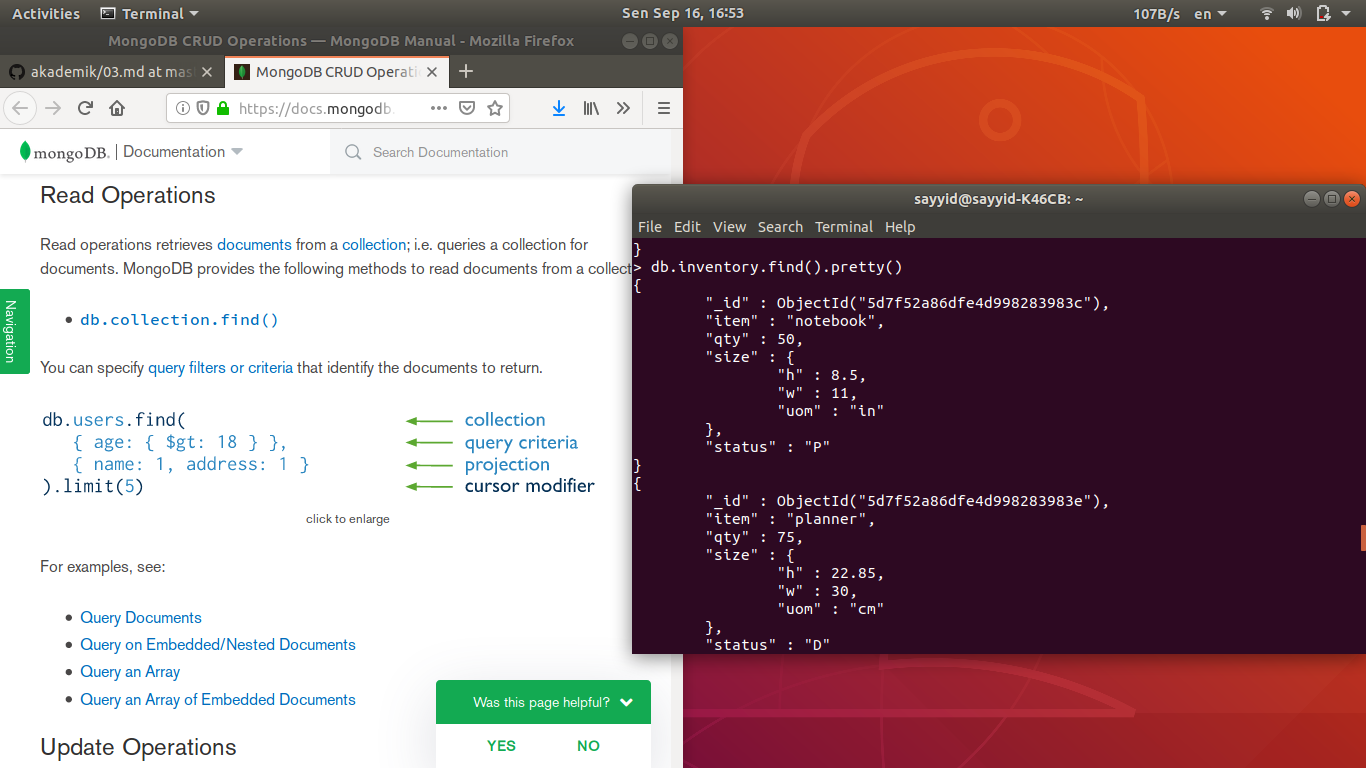 Activities Terminal Sen Sep 16, 16:53 107B/s en
MongoDB CRUD Operations — MongoDB Manual - Mozilla Firefox
akademik/03.md at mas MongoDB CRUD Operati
https://docs.mongodb.
mongoDB. Documentation Search Documentation
Read Operations
Read operations retrieves documents from a collection; i.e. queries a collection for
documents. MongoDB provides the following methods to read documents from a collect
Navigation
db.collection.find()
You can specify query filters or criteria that identify the documents to return.
db.users.find( collection
{ age: { $gt: 18 } }, query criteria
{ name: 1, address: 1 } projection
).limit(5) cursor modifier
click to enlarge
For examples, see:
Query Documents
Query on Embedded/Nested Documents
Query an Array
Query an Array of Embedded Documents
Update Operations
Was this page helpful?
YES NO
sayyid@sayyid-K46CB: ~
File Edit View Search Terminal Help
}
> db.inventory.find().pretty()
{
"_id" : ObjectId("5d7f52a86dfe4d998283983c"),
"item" : "notebook",
"qty" : 50,
"size" : {
"h" : 8.5,
"w" : 11,
"uom" : "in"
},
"status" : "P"
}
{
"_id" : ObjectId("5d7f52a86dfe4d998283983e"),
"item" : "planner",
"qty" : 75,
"size" : {
"h" : 22.85,
"w" : 30,
"uom" : "cm"
},
"status" : "D"